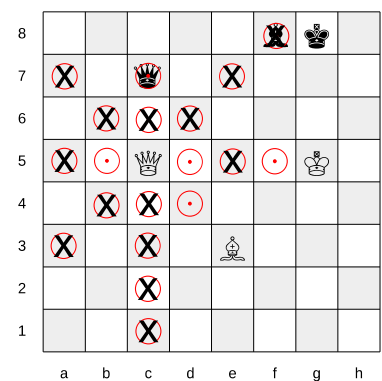 8 X
7 X X X
6 X X X
5 X X
4 X X
3 X X
2 X
1 X
a b c d e f g h